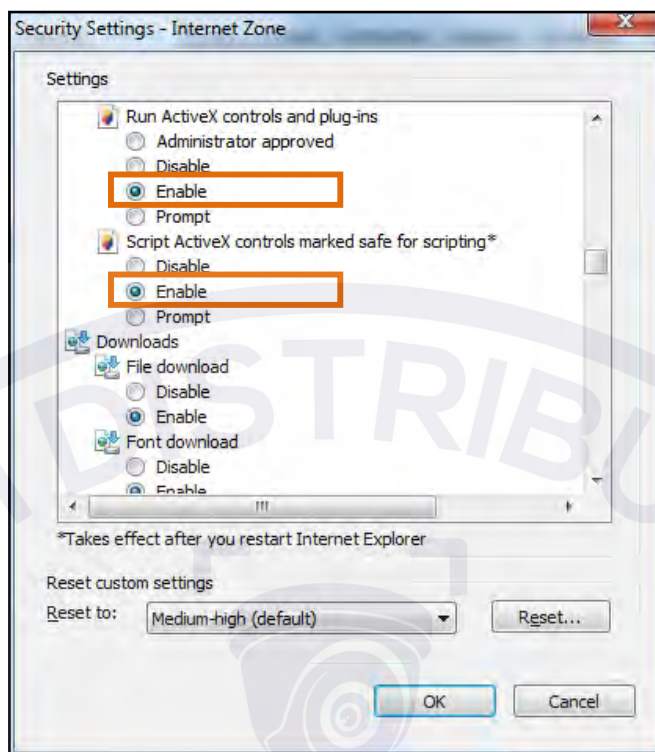 Security Settings - Internet Zone
Settings
Run ActiveX controls and plug-ins
Administrator approved
Disable
Enable
Prompt
Script ActiveX controls marked safe for scripting*
Disable
Enable
Prompt
Downloads
File download
Disable
Enable
Font download
Disable
Enable
*Takes effect after you restart Internet Explorer
Reset custom settings
Reset to: Medium-high (default) Reset...
OK Cancel
DISTRIBU